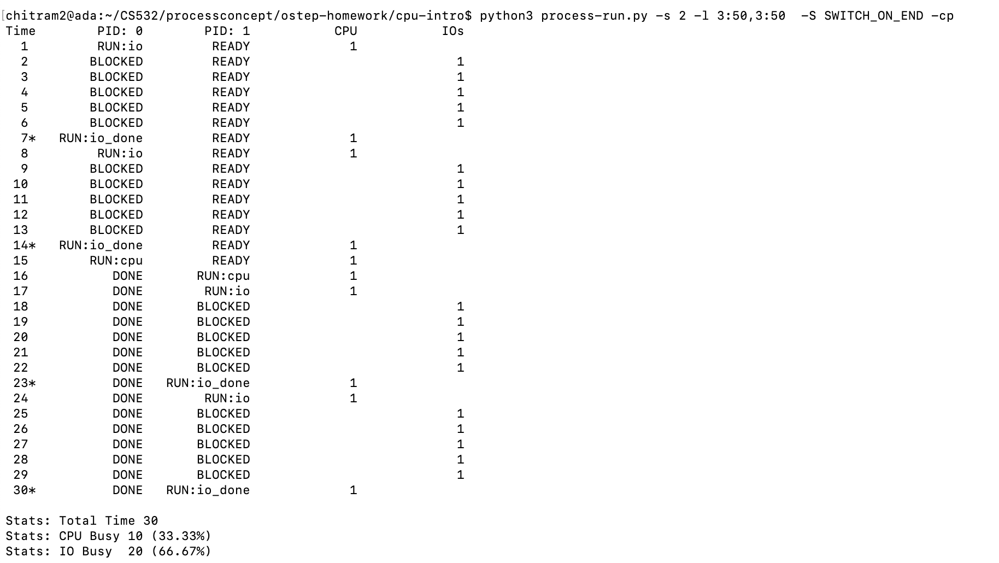 [chitram2@ada:~/CS532/processconcept/ostep-homework/cpu-intro$ python3 process-run.py -s 2 -l 3:50,3:50  -S SWITCH_ON_END -cp
Time        PID: 0        PID: 1           CPU           IOs
  1         RUN:io         READY             1
  2        BLOCKED         READY                           1
  3        BLOCKED         READY                           1
  4        BLOCKED         READY                           1
  5        BLOCKED         READY                           1
  6        BLOCKED         READY                           1
  7*   RUN:io_done         READY             1
  8         RUN:io         READY             1
  9        BLOCKED         READY                           1
 10        BLOCKED         READY                           1
 11        BLOCKED         READY                           1
 12        BLOCKED         READY                           1
 13        BLOCKED         READY                           1
 14*   RUN:io_done         READY             1
 15        RUN:cpu         READY             1
 16           DONE       RUN:cpu             1
 17           DONE        RUN:io             1
 18           DONE       BLOCKED                           1
 19           DONE       BLOCKED                           1
 20           DONE       BLOCKED                           1
 21           DONE       BLOCKED                           1
 22           DONE       BLOCKED                           1
 23*          DONE   RUN:io_done             1
 24           DONE        RUN:io             1
 25           DONE       BLOCKED                           1
 26           DONE       BLOCKED                           1
 27           DONE       BLOCKED                           1
 28           DONE       BLOCKED                           1
 29           DONE       BLOCKED                           1
 30*          DONE   RUN:io_done             1

Stats: Total Time 30
Stats: CPU Busy 10 (33.33%)
Stats: IO Busy  20 (66.67%)